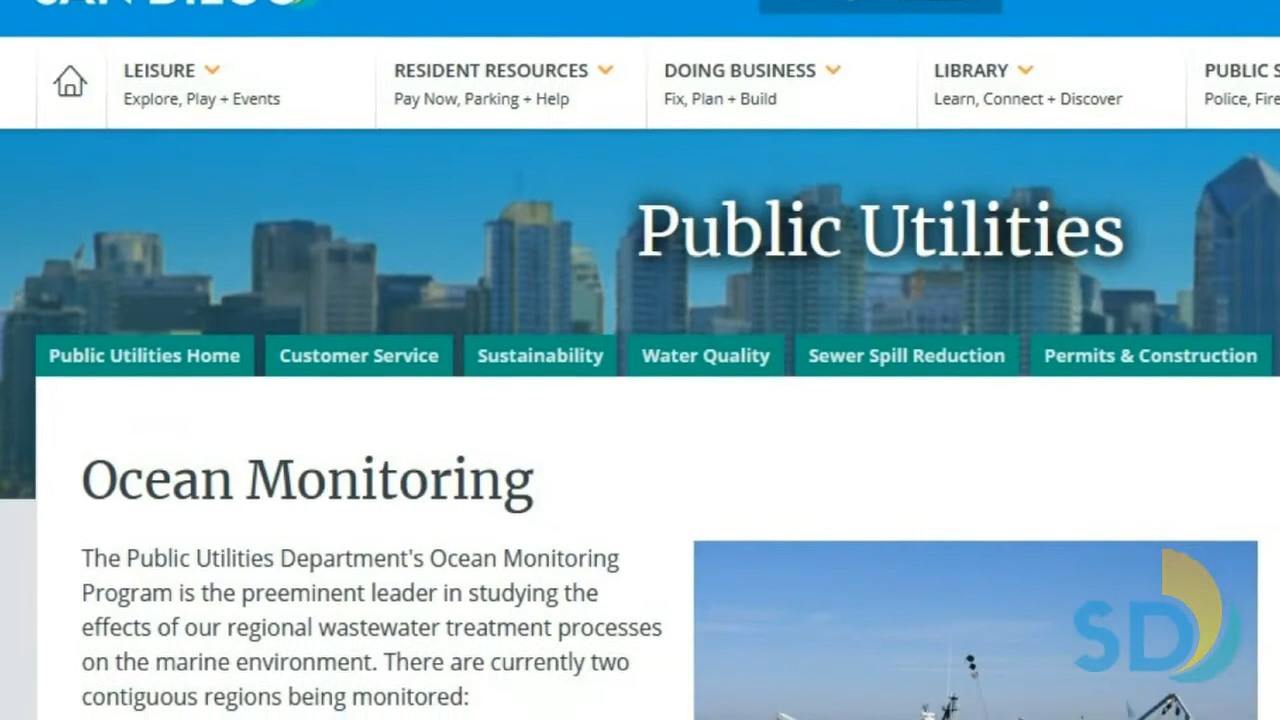 SAN DIEGO
LEISURE
Explore, Play + Events
RESIDENT RESOURCES
Pay Now, Parking + Help
DOING BUSINESS
Fix, Plan + Build
LIBRARY
Learn, Connect + Discover
PUBLIC S
Police, Fire
Public Utilities
Public Utilities Home
Customer Service
Sustainability
Water Quality
Sewer Spill Reduction
Permits & Construction
Ocean Monitoring
The Public Utilities Department's Ocean Monitoring
Program is the preeminent leader in studying the
effects of our regional wastewater treatment processes
on the marine environment. There are currently two
contiguous regions being monitored:
SD